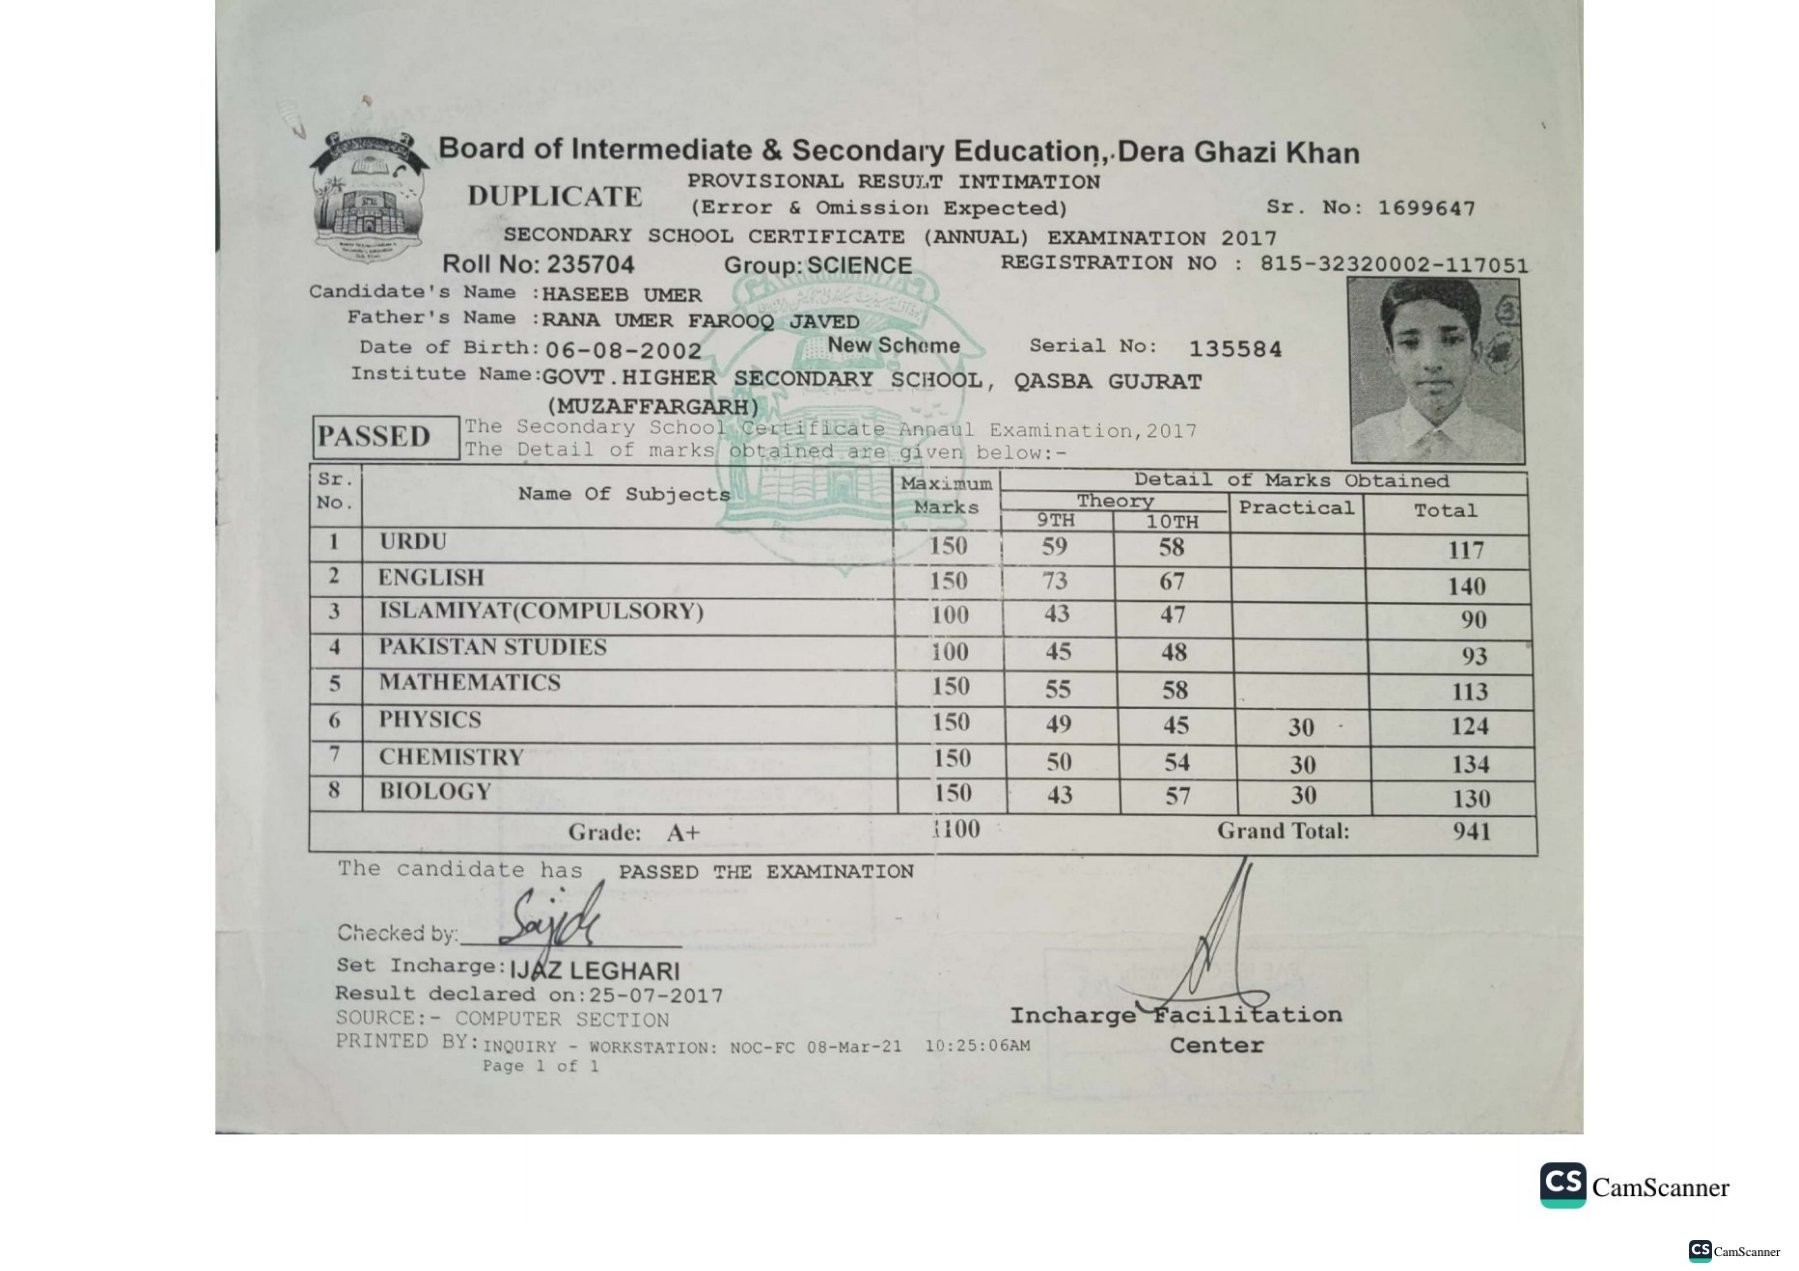 Board of Intermediate & Secondary Education, Dera Ghazi Khan
DUPLICATE
PROVISIONAL RESULT INTIMATION
(Error & Omission Expected)
Sr. No: 1699647
SECONDARY SCHOOL CERTIFICATE (ANNUAL) EXAMINATION 2017
Roll No: 235704 Group: SCIENCE REGISTRATION NO : 815-32320002-117051
Candidate's Name :HASEEB UMER
Father's Name :RANA UMER FAROOQ JAVED
Date of Birth: 06-08-2002 New Scheme Serial No: 135584
Institute Name:GOVT.HIGHER SECONDARY SCHOOL, QASBA GUJRAT
(MUZAFFARGARH)
PASSED
The Secondary School Certificate Annaul Examination,2017
The Detail of marks obtained are given below:-
Sr. No. Name Of Subjects Maximum Marks Detail of Marks Obtained
Theory Practical Total
9TH 10TH
1 URDU 150 59 58 117
2 ENGLISH 150 73 67 140
3 ISLAMIYAT(COMPULSORY) 100 43 47 90
4 PAKISTAN STUDIES 100 45 48 93
5 MATHEMATICS 150 55 58 113
6 PHYSICS 150 49 45 30 124
7 CHEMISTRY 150 50 54 30 134
8 BIOLOGY 150 43 57 30 130
Grade: A+ 1100 Grand Total: 941
The candidate has PASSED THE EXAMINATION
Checked by: Sajid
Set Incharge: IJAZ LEGHARI
Result declared on:25-07-2017
SOURCE:- COMPUTER SECTION
PRINTED BY: INQUIRY - WORKSTATION: NOC-FC 08-Mar-21 10:25:06AM
Page 1 of 1
Incharge Facilitation
Center
CS CamScanner
CS CamScanner